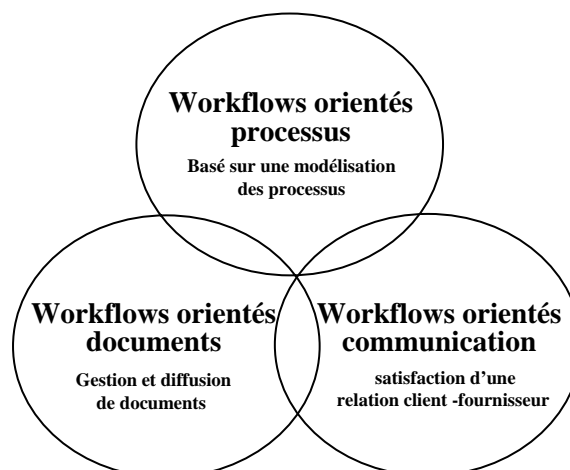 Workflows orientés
processus
Basé sur une modélisation
des processus
Workflows orientés
documents
Gestion et diffusion
de documents
Workflows orientés
communication
satisfaction d’une
relation client -fournisseur